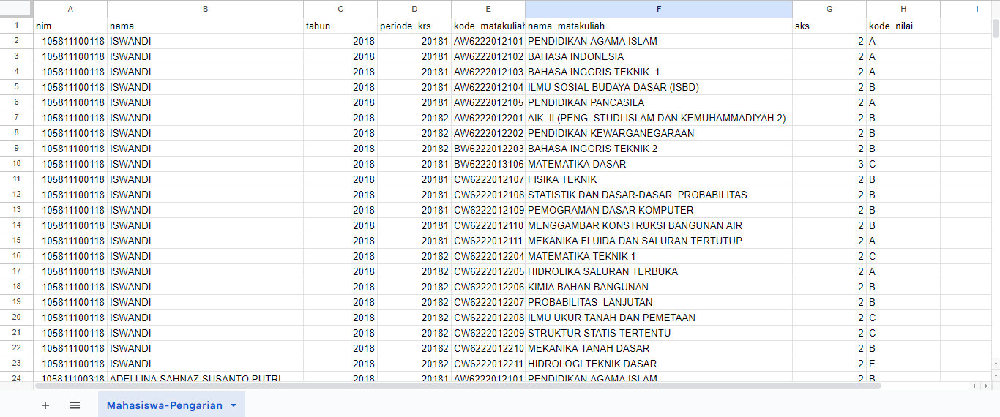 A B C D E F G H I
1 nim nama tahun periode_krs kode_matakuliah nama_matakuliah sks kode_nilai
2 105811100118 ISWANDI 2018 20181 AW6222012101 PENDIDIKAN AGAMA ISLAM 2 A
3 105811100118 ISWANDI 2018 20181 AW6222012102 BAHASA INDONESIA 2 A
4 105811100118 ISWANDI 2018 20181 AW6222012103 BAHASA INGGRIS TEKNIK  1 2 A
5 105811100118 ISWANDI 2018 20181 AW6222012104 ILMU SOSIAL BUDAYA DASAR (ISBD) 2 B
6 105811100118 ISWANDI 2018 20181 AW6222012105 PENDIDIKAN PANCASILA 2 A
7 105811100118 ISWANDI 2018 20182 AW6222012201 AIK  II (PENG. STUDI ISLAM DAN KEMUHAMMADIYAH 2) 2 B
8 105811100118 ISWANDI 2018 20182 AW6222012202 PENDIDIKAN KEWARGANEGARAAN 2 B
9 105811100118 ISWANDI 2018 20182 BW6222012203 BAHASA INGGRIS TEKNIK 2 2 B
10 105811100118 ISWANDI 2018 20181 BW6222013106 MATEMATIKA DASAR 3 C
11 105811100118 ISWANDI 2018 20181 CW6222012107 FISIKA TEKNIK 2 B
12 105811100118 ISWANDI 2018 20181 CW6222012108 STATISTIK DAN DASAR-DASAR  PROBABILITAS 2 B
13 105811100118 ISWANDI 2018 20181 CW6222012109 PEMOGRAMAN DASAR KOMPUTER 2 B
14 105811100118 ISWANDI 2018 20181 CW6222012110 MENGGAMBAR KONSTRUKSI BANGUNAN AIR 2 B
15 105811100118 ISWANDI 2018 20181 CW6222012111 MEKANIKA FLUIDA DAN SALURAN TERTUTUP 2 A
16 105811100118 ISWANDI 2018 20182 CW6222012204 MATEMATIKA TEKNIK 1 2 C
17 105811100118 ISWANDI 2018 20182 CW6222012205 HIDROLIKA SALURAN TERBUKA 2 A
18 105811100118 ISWANDI 2018 20182 CW6222012206 KIMIA BAHAN BANGUNAN 2 B
19 105811100118 ISWANDI 2018 20182 CW6222012207 PROBABILITAS  LANJUTAN 2 B
20 105811100118 ISWANDI 2018 20182 CW6222012208 ILMU UKUR TANAH DAN PEMETAAN 2 C
21 105811100118 ISWANDI 2018 20182 CW6222012209 STRUKTUR STATIS TERTENTU 2 C
22 105811100118 ISWANDI 2018 20182 CW6222012210 MEKANIKA TANAH DASAR 2 B
23 105811100118 ISWANDI 2018 20182 CW6222012211 HIDROLOGI TEKNIK DASAR 2 E
24 105811100318 ADELLINA SAHNAZ SUSANTO PUTRI 2018 20181 AW6222012101 PENDIDIKAN AGAMA ISLAM 2 B
Mahasiswa-Pengarian